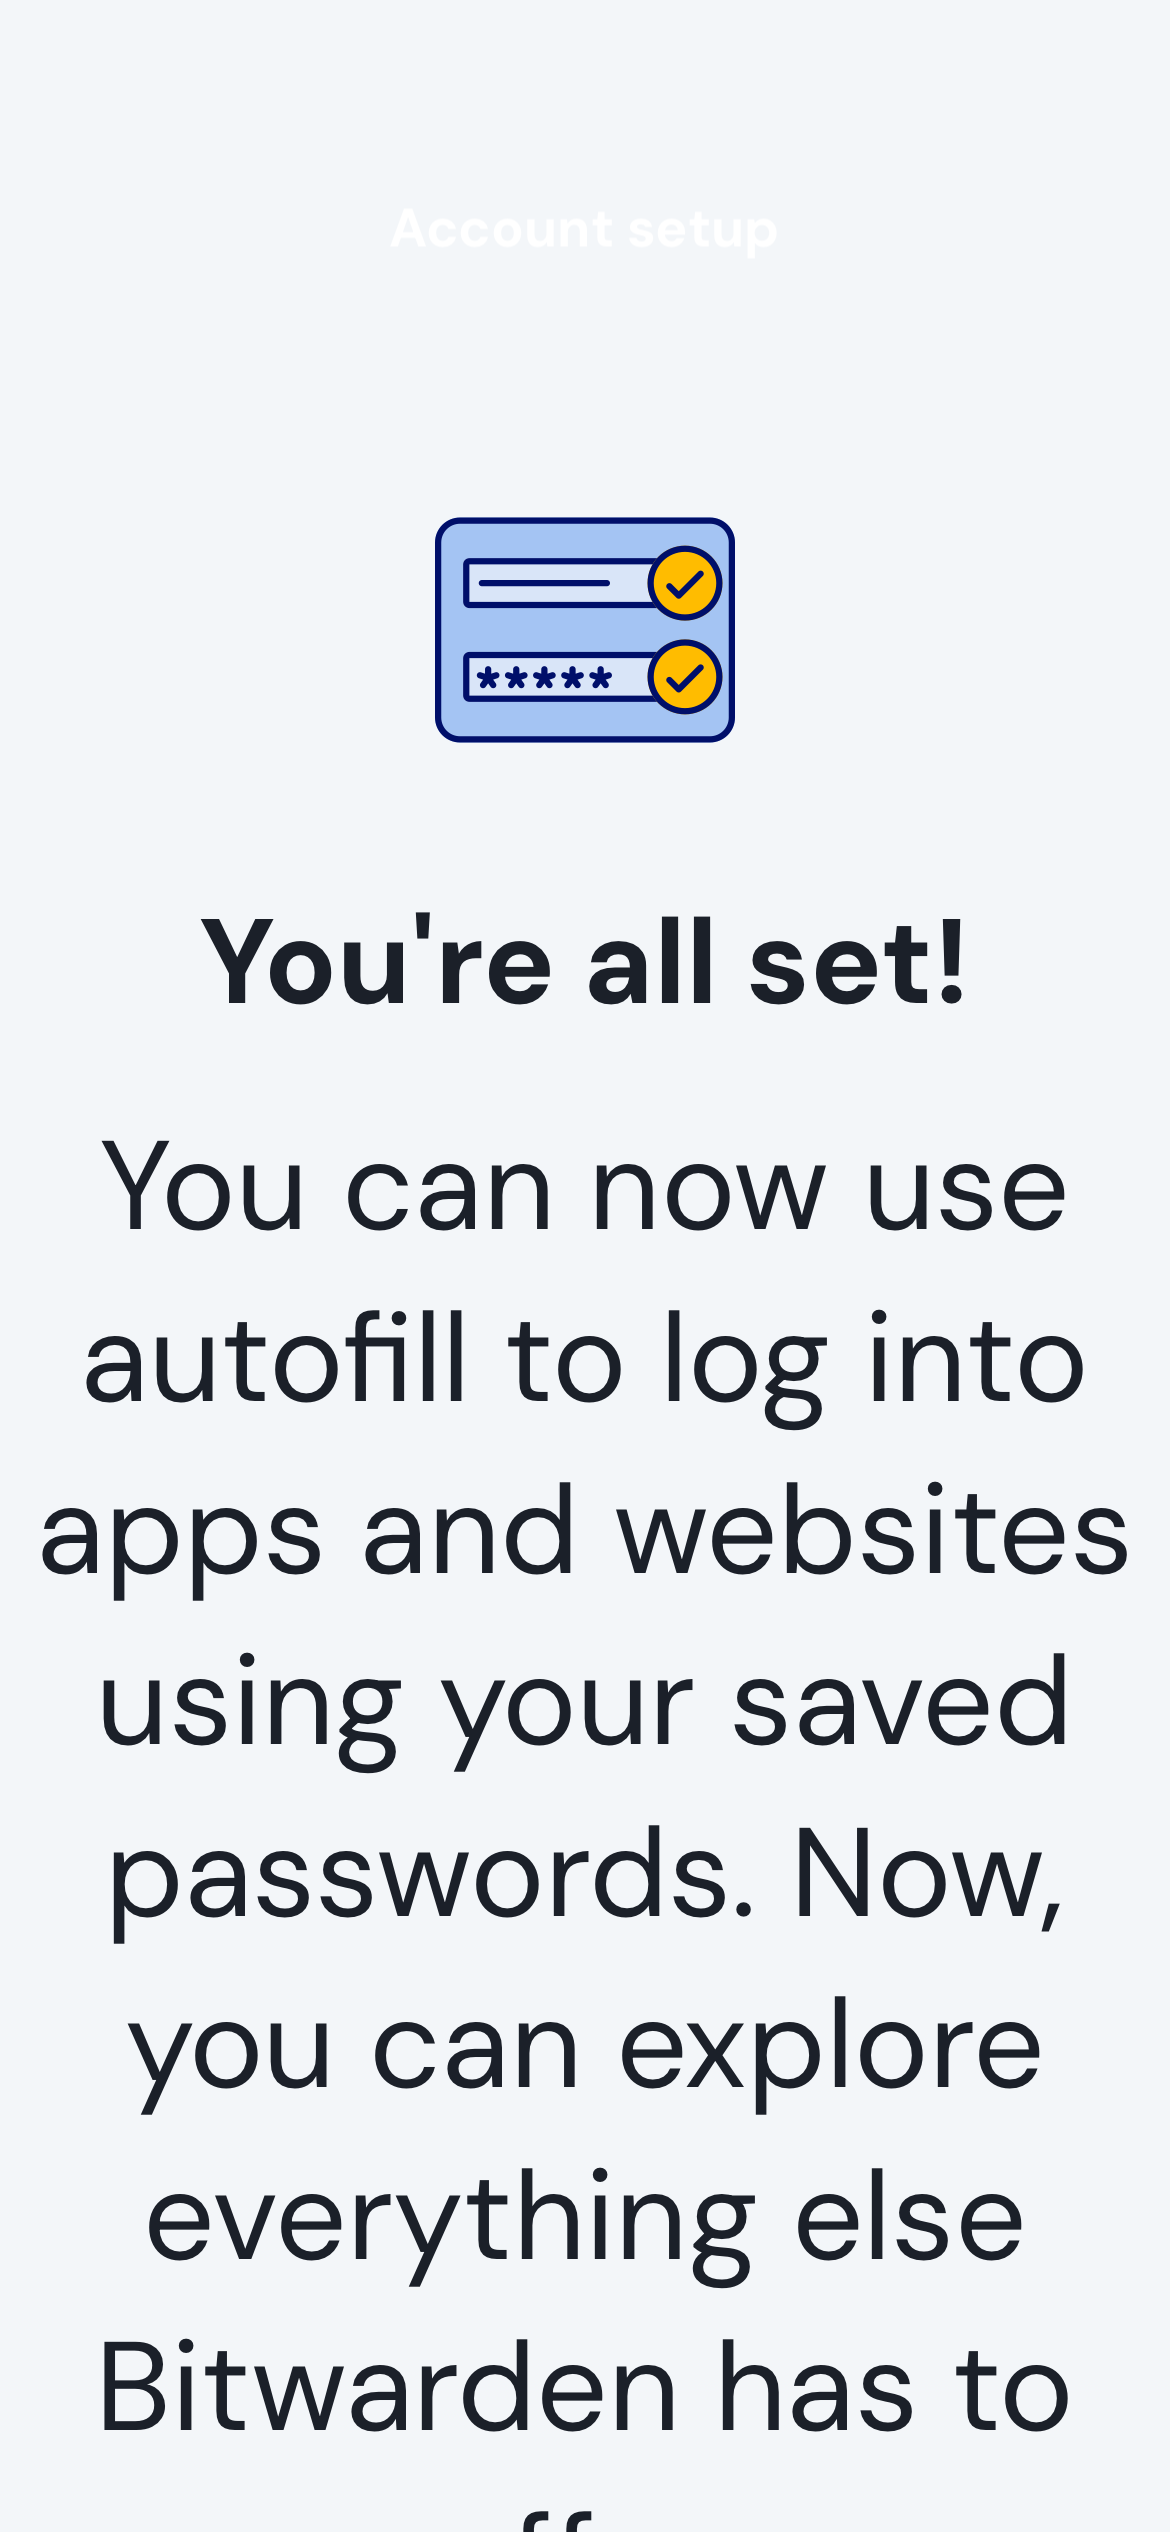 Account setup
*****
You're all set!
You can now use
autofill to log into
apps and websites
using your saved
passwords. Now,
you can explore
everything else
Bitwarden has to